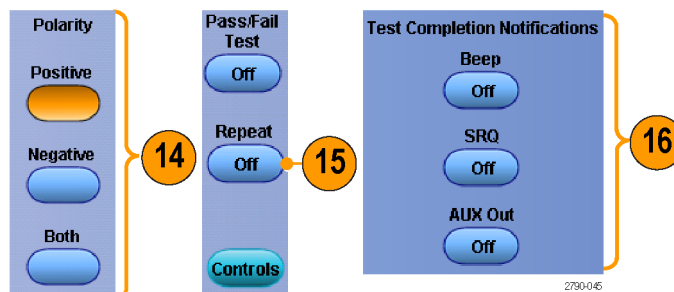 Polarity
Positive
Negative
Both
14
Pass/Fail
Test
Off
Repeat
Off
15
Controls
Test Completion Notifications
Beep
Off
SRQ
Off
AUX Out
Off
16
2790-045